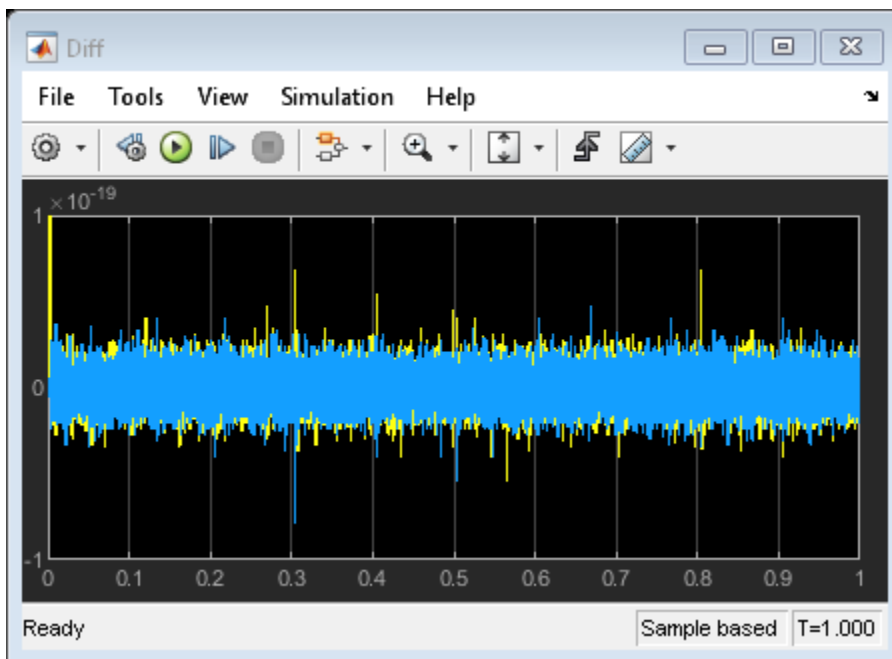 Diff
File Tools View Simulation Help
×10⁻¹⁹
1
0
-1
0 0.1 0.2 0.3 0.4 0.5 0.6 0.7 0.8 0.9 1
Ready Sample based T=1.000